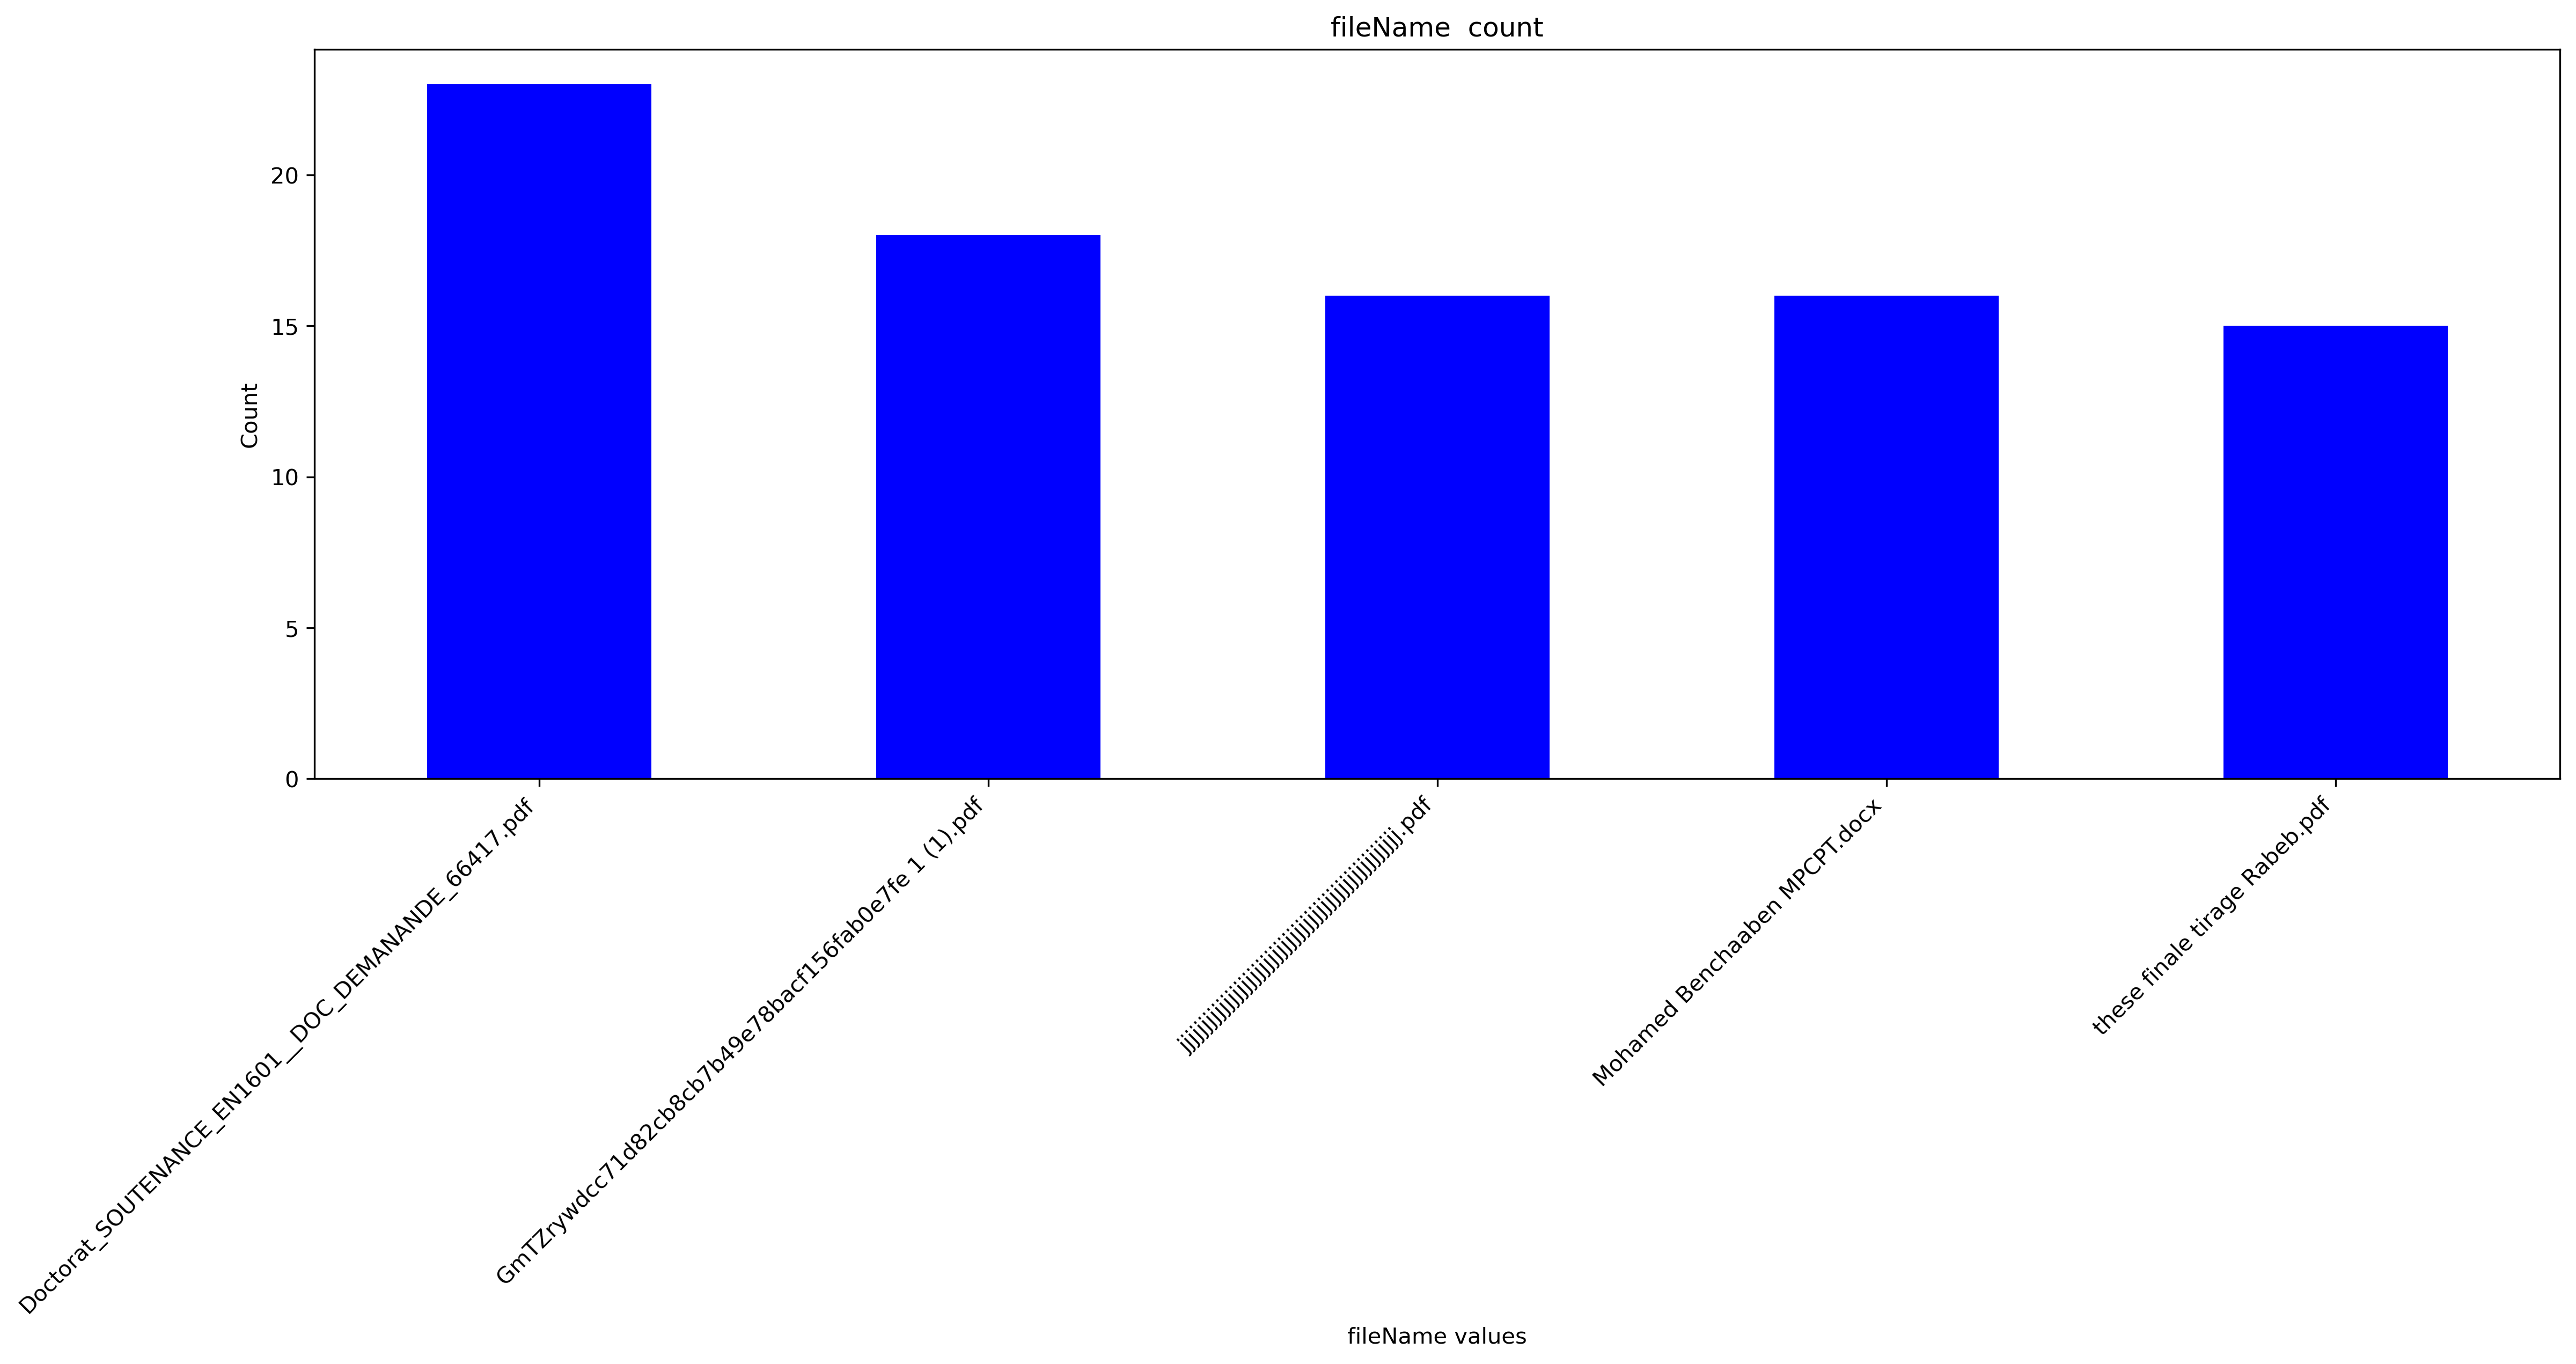 fileName  count
Count
20
15
10
5
0
Doctorat_SOUTENANCE_EN1601__DOC_DEMANANDE_66417.pdf
GmTZrywdcc71d82cb8cb7b49e78bacf156fab0e7fe 1 (1).pdf
Mohamed Benchaaben MPCPT.docx
these finale tirage Rabeb.pdf
fileName values